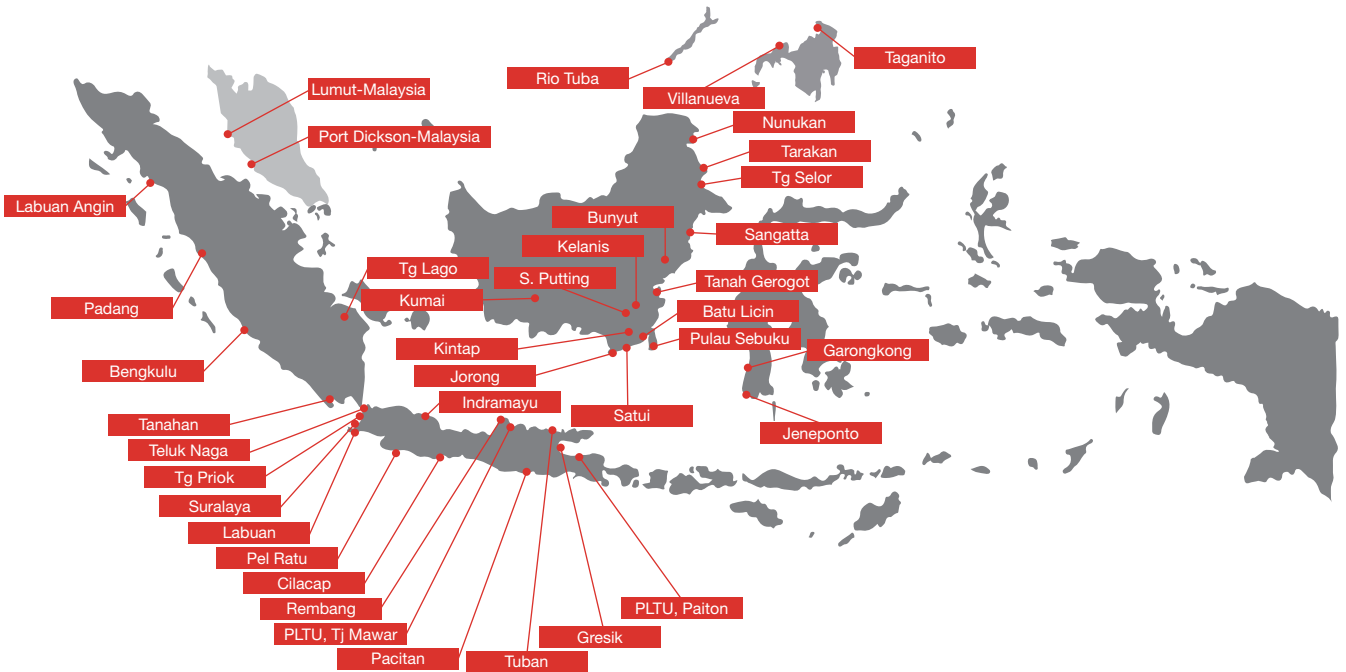 Taganito
Rio Tuba
Lumut-Malaysia
Villanueva
Nunukan
Port Dickson-Malaysia
Tarakan
Tg Selor
Labuan Angin
Bunyut
Sangatta
Kelanis
Tg Lago
S. Putting
Tanah Gerogot
Kumai
Padang
Batu Licin
Pulau Sebuku
Kintap
Garongkong
Bengkulu
Jorong
Indramayu
Satui
Tanahan
Jeneponto
Teluk Naga
Tg Priok
Suralaya
Labuan
Pel Ratu
Cilacap
Rembang
PLTU, Paiton
PLTU, Tj Mawar
Gresik
Pacitan
Tuban